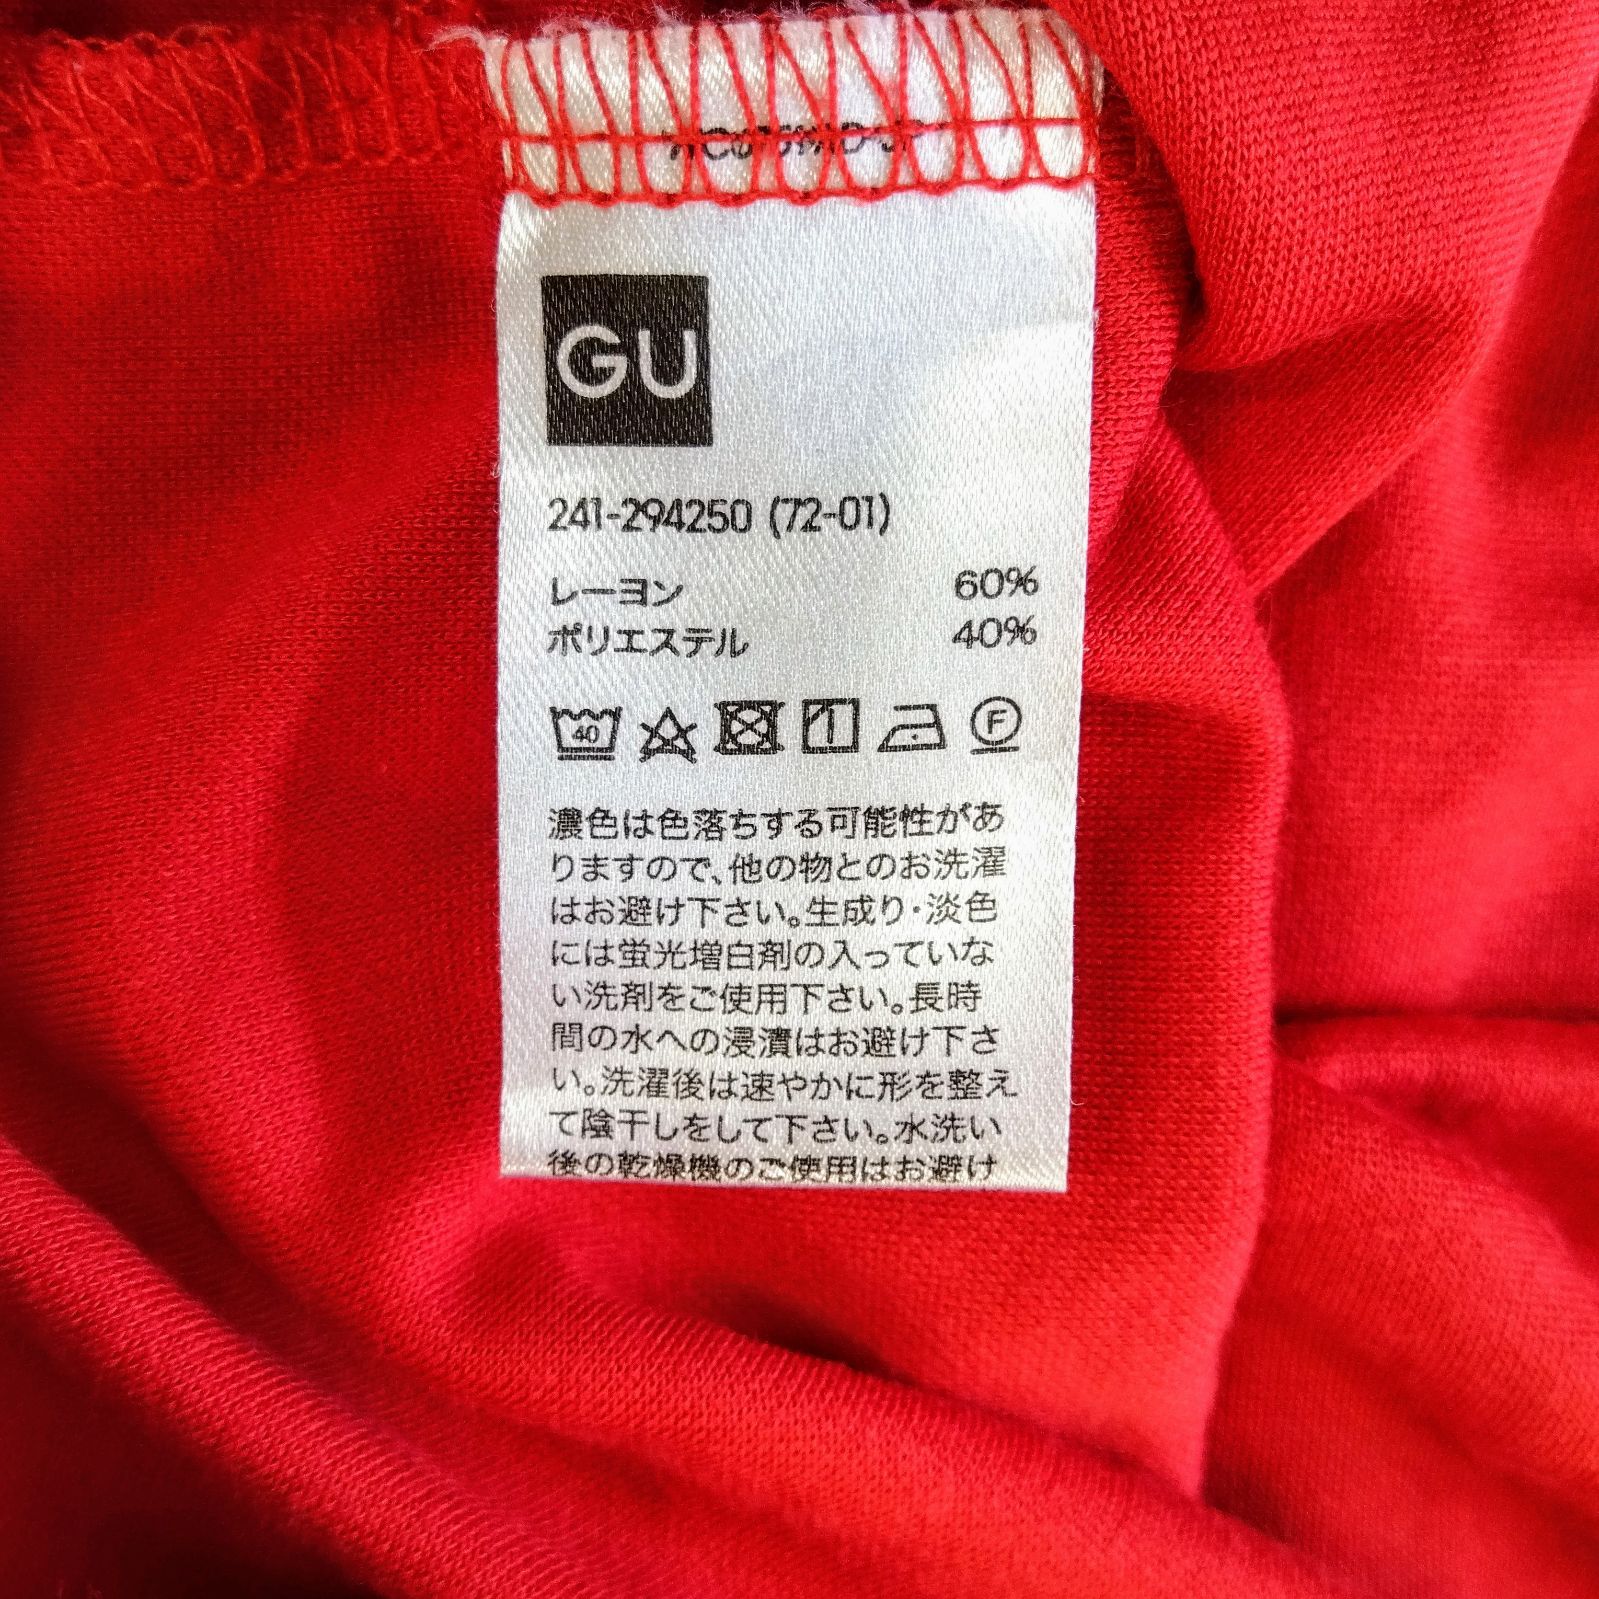 GU
241-294250 (72-01)
レーヨン 60%
ポリエステル 40%
40
F
濃色は色落ちする可能性があ
りますので、他の物とのお洗濯
はお避け下さい。生成り・淡色
には蛍光増白剤の入っていな
い洗剤をご使用下さい。長時
間の水への浸漬はお避け下さ
い。洗濯後は速やかに形を整え
て陰干しをして下さい。水洗い
後の乾燥機のご使用はお避け